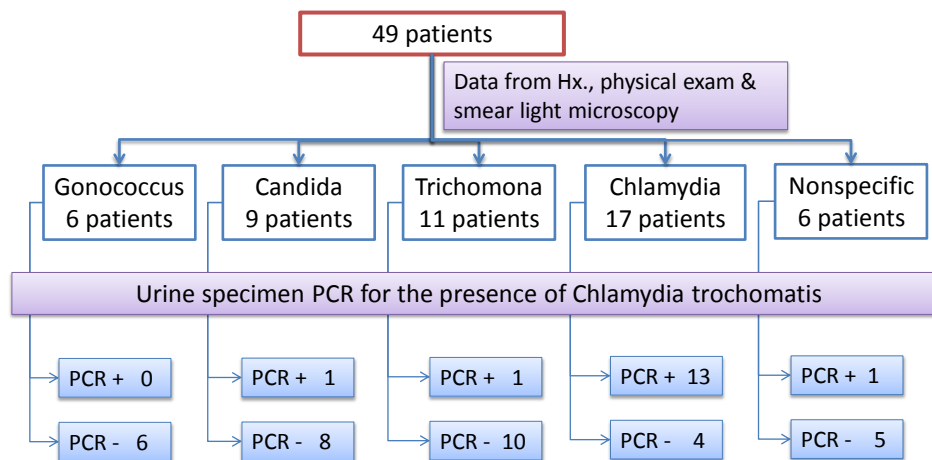 49 patients
Data from Hx., physical exam &
smear light microscopy
Gonococcus
6 patients
Candida
9 patients
Trichomona
11 patients
Chlamydia
17 patients
Nonspecific
6 patients
Urine specimen PCR for the presence of Chlamydia trochomatis
PCR + 0
PCR + 1
PCR + 1
PCR + 13
PCR + 1
PCR - 6
PCR - 8
PCR - 10
PCR - 4
PCR - 5